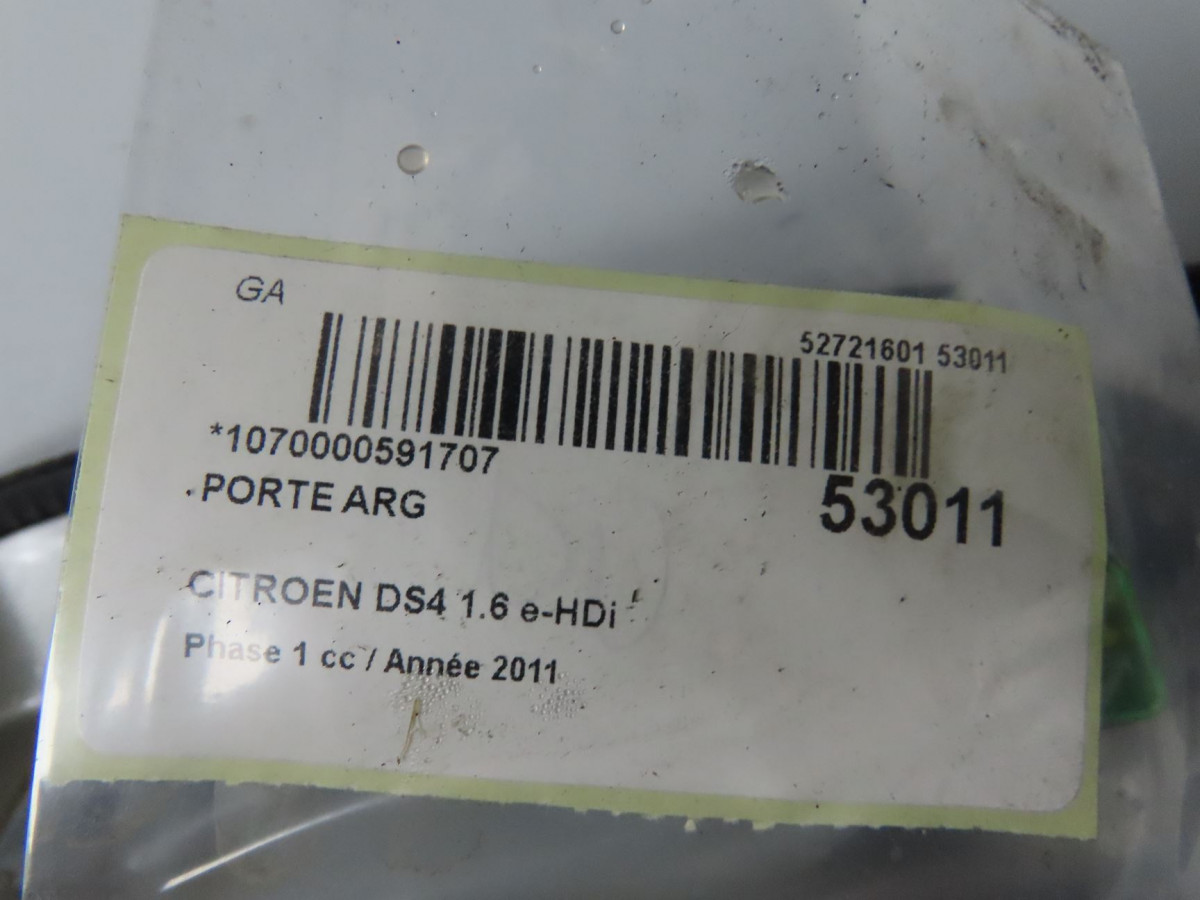 GA
52721601 53011
*1070000591707
PORTE ARG
53011
CITROEN DS4 1.6 e-HDi
Phase 1 cc / Année 2011